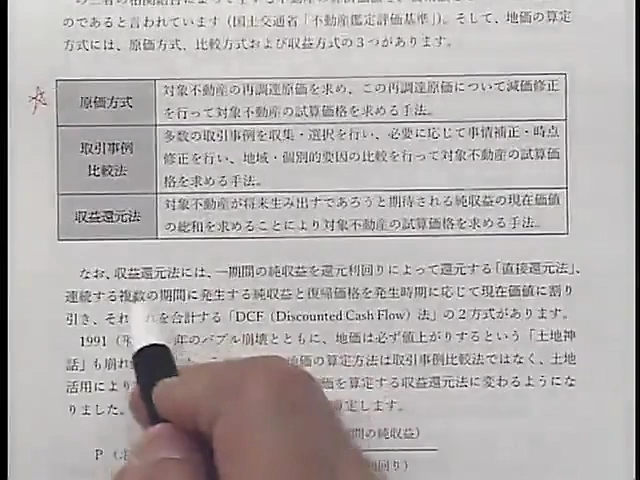 のであると言われています（国土交通省「不動産鑑定評価基準」）。そして、地価の算定
方式には、原価方式、比較方式および収益方式の3つがあります。
原価方式
対象不動産の再調達原価を求め、この再調達原価について減価修正
を行って対象不動産の試算価格を求める手法。
取引事例
比較法
多数の取引事例を収集・選択を行い、必要に応じて事情補正・時点
修正を行い、地域・個別的要因の比較を行って対象不動産の試算価
格を求める手法。
収益還元法
対象不動産が将来生み出すであろうと期待される純収益の現在価値
の総和を求めることにより対象不動産の試算価格を求める手法。
なお、収益還元法には、一期間の純収益を還元利回りによって還元する「直接還元法」、
連続する複数の期間に発生する純収益と復帰価格を発生時期に応じて現在価値に割り
引き、それ を合計する「DCF（Discounted Cash Flow）法」の2方式があります。
1991（ 年のバブル崩壊とともに、地価は必ず値上がりするという「土地神
話」も崩れ 地価の算定方法は取引事例比較法ではなく、土地
活用により 価を算定する収益還元法に変わるようにな
りました。 定します。
間の純収益）
P（ 利回り）